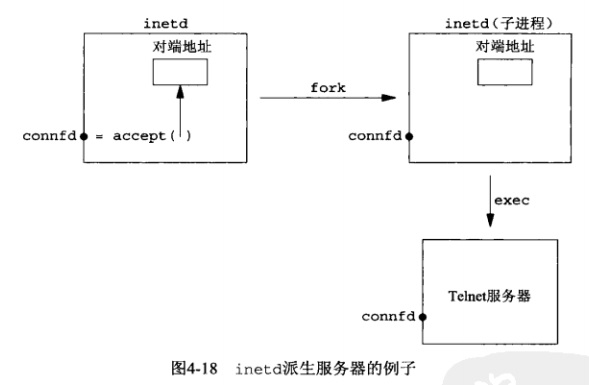 inetd
对端地址
connfd = accept( )
fork
inetd(子进程)
对端地址
connfd
exec
Telnet服务器
connfd
图4-18 inetd派生服务器的例子